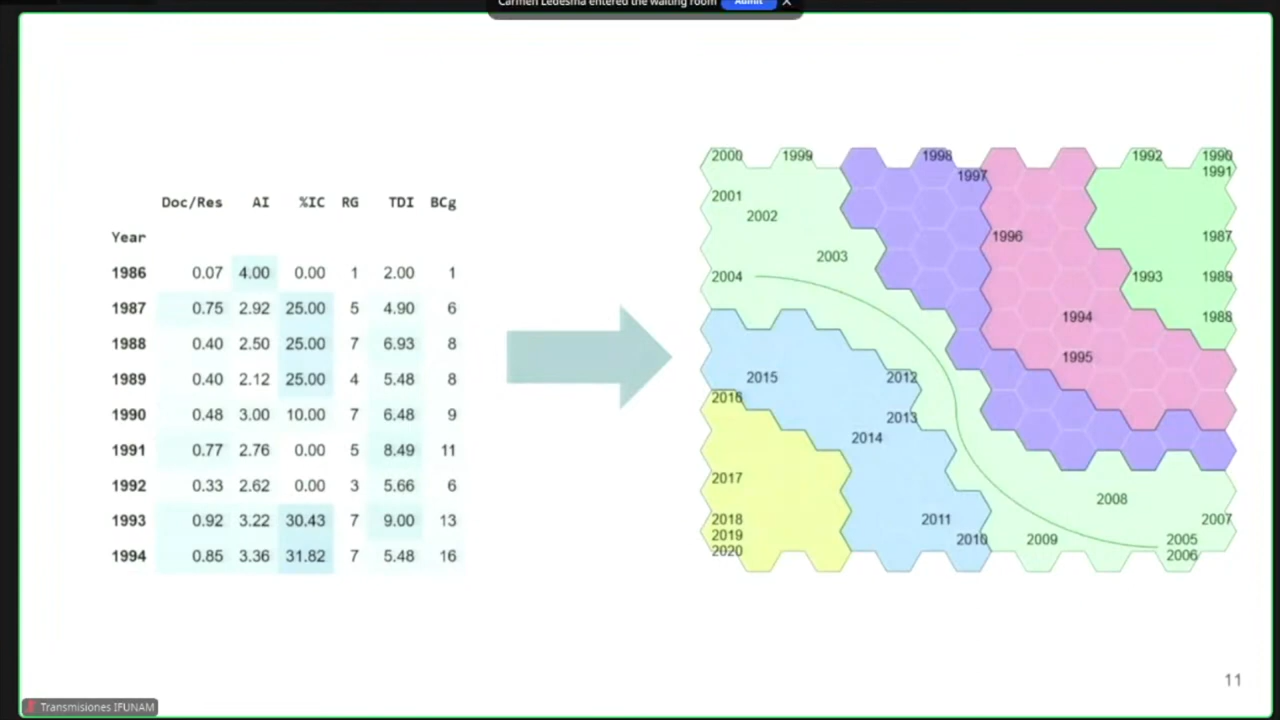 Carmen Ledesma entered the waiting room Admit X
Doc/Res AI %IC RG TDI BCg
Year
1986 0.07 4.00 0.00 1 2.00 1
1987 0.75 2.92 25.00 5 4.90 6
1988 0.40 2.50 25.00 7 6.93 8
1989 0.40 2.12 25.00 4 5.48 8
1990 0.48 3.00 10.00 7 6.48 9
1991 0.77 2.76 0.00 5 8.49 11
1992 0.33 2.62 0.00 3 5.66 6
1993 0.92 3.22 30.43 7 9.00 13
1994 0.85 3.36 31.82 7 5.48 16
2000 1999 1998 1992 1990
1991
1997
2001
2002
1996 1987
2003
2004 1993 1989
1994 1988
1995
2015 2012
2016
2013
2014
2017
2008
2018 2011 2007
2019 2010 2009 2005
2020 2006
11
Transmisiones IFUNAM